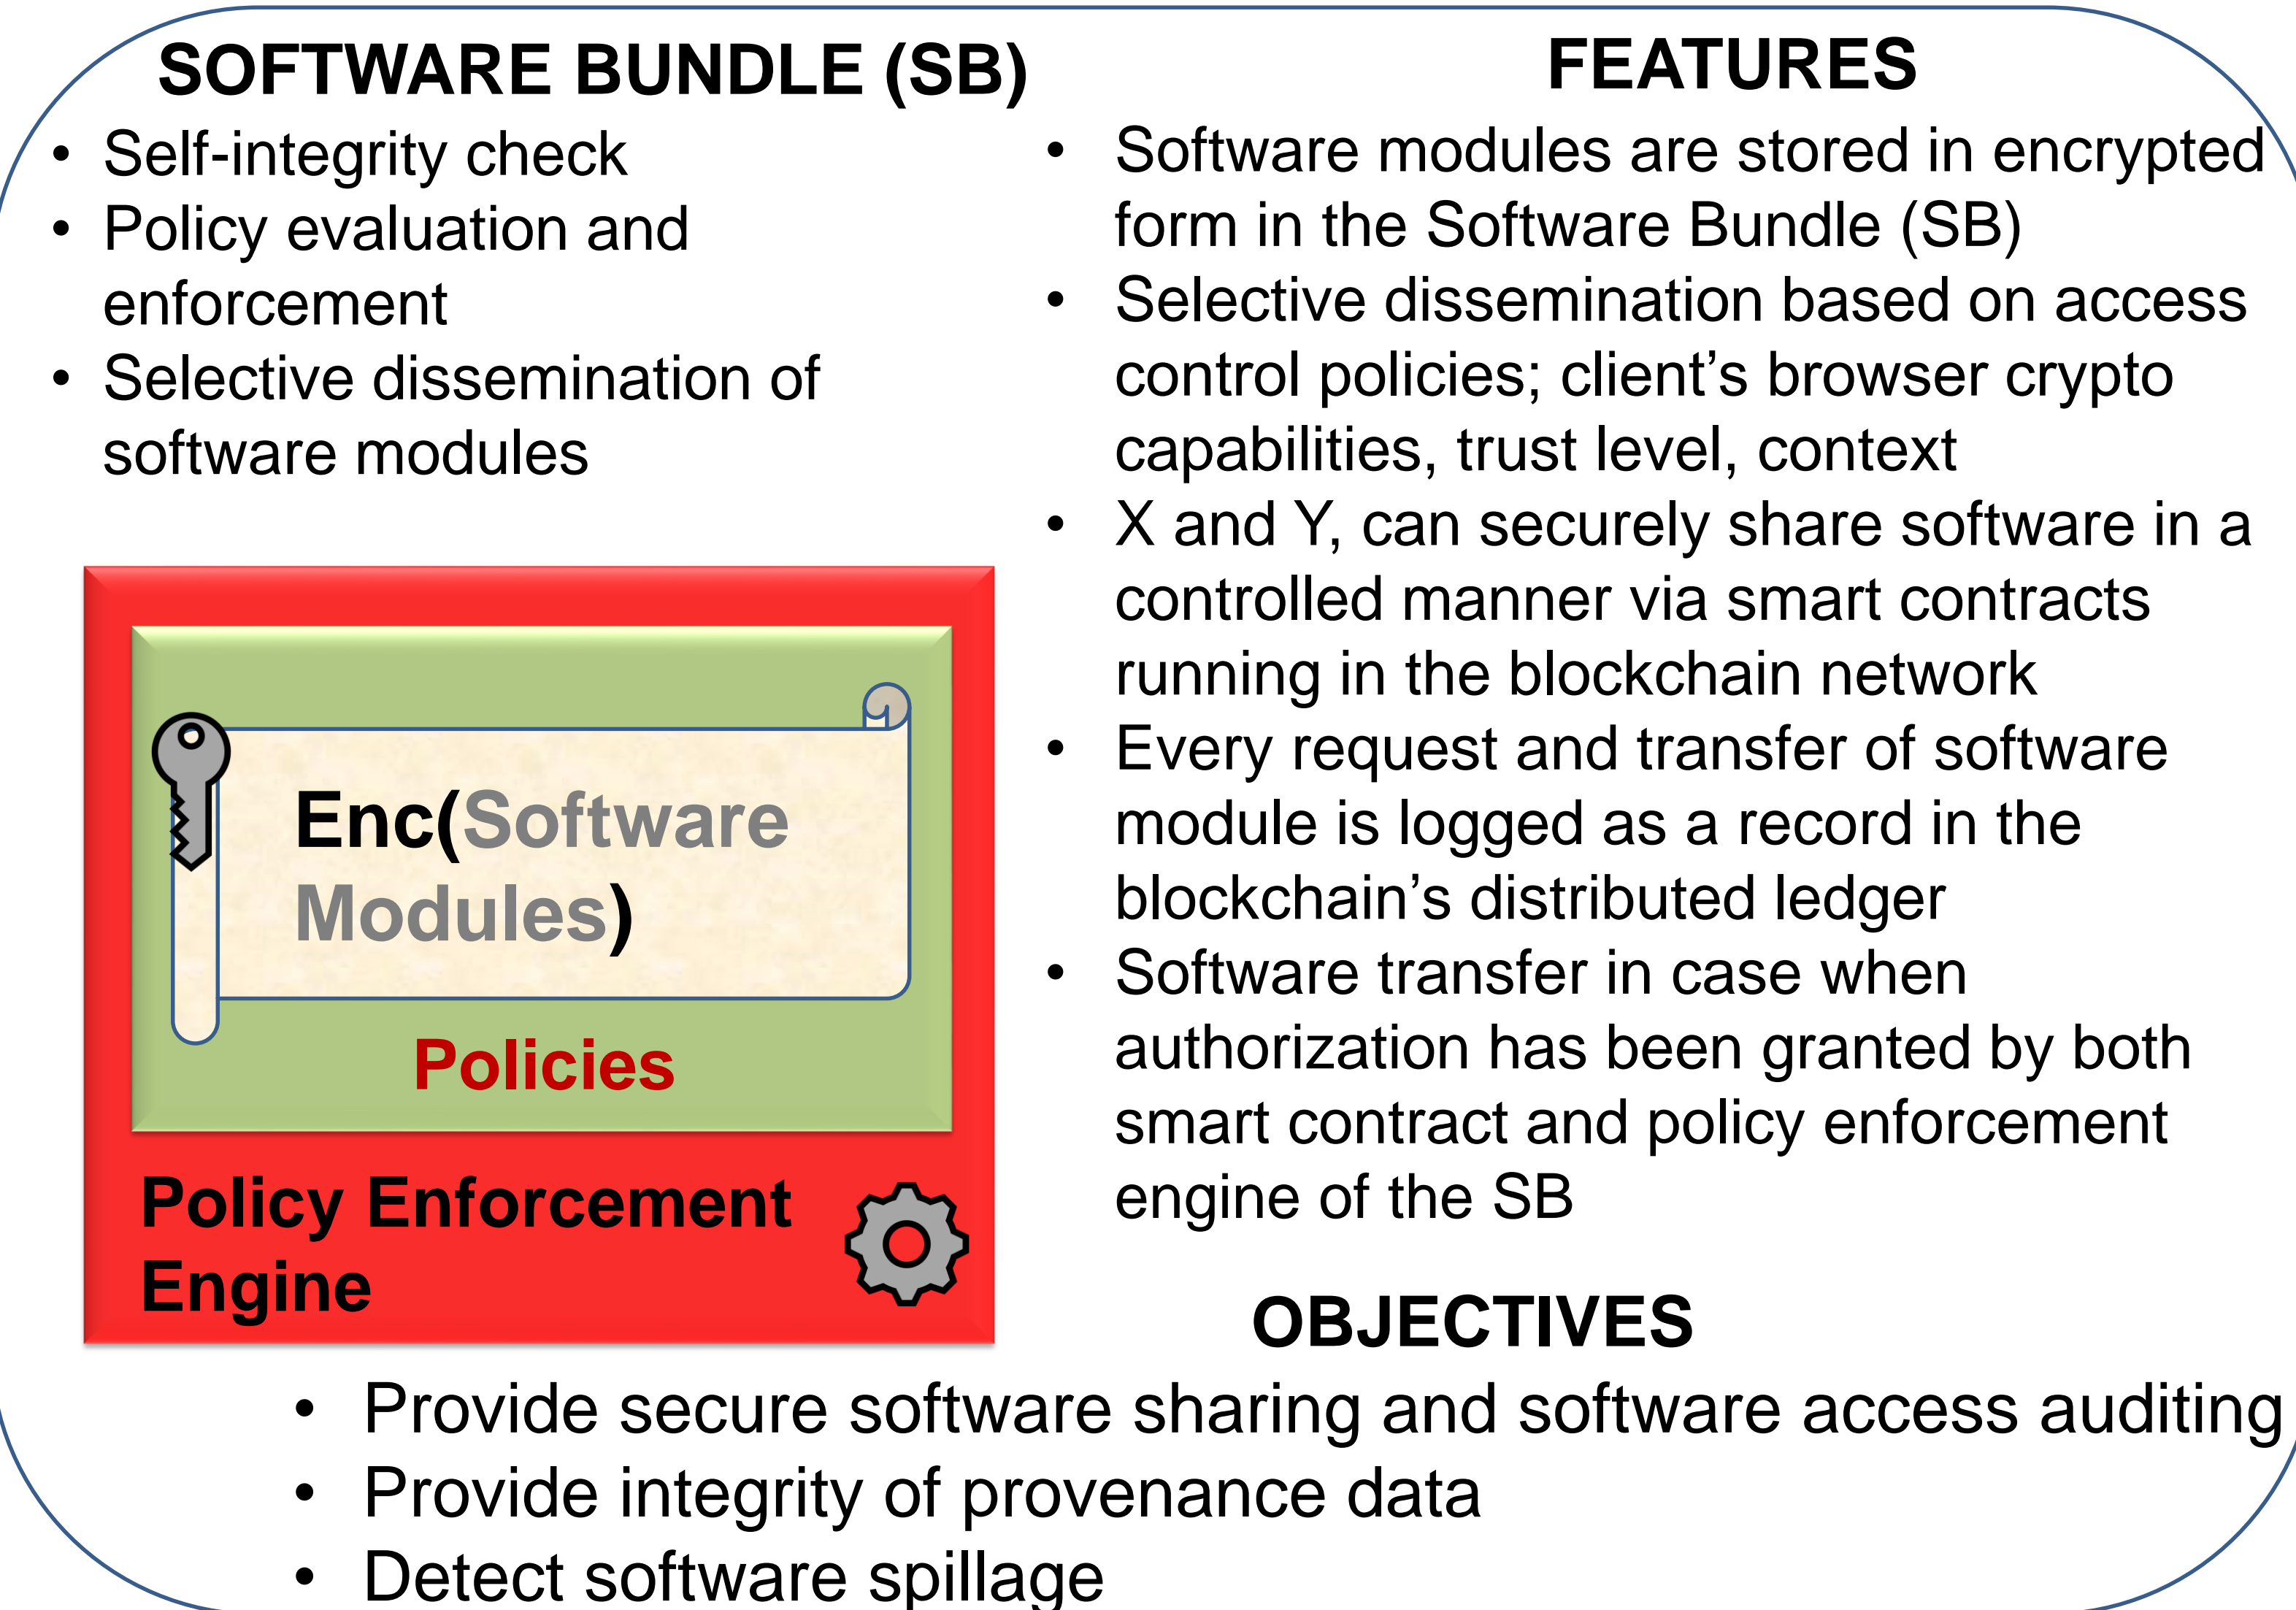 SOFTWARE BUNDLE (SB)
• Self-integrity check
• Policy evaluation and
enforcement
• Selective dissemination of
software modules
Enc(Software
Modules)
Policies
Policy Enforcement
Engine
FEATURES
• Software modules are stored in encrypted
form in the Software Bundle (SB)
• Selective dissemination based on access
control policies; client’s browser crypto
capabilities, trust level, context
• X and Y, can securely share software in a
controlled manner via smart contracts
running in the blockchain network
• Every request and transfer of software
module is logged as a record in the
blockchain’s distributed ledger
• Software transfer in case when
authorization has been granted by both
smart contract and policy enforcement
engine of the SB
OBJECTIVES
• Provide secure software sharing and software access auditing
• Provide integrity of provenance data
• Detect software spillage